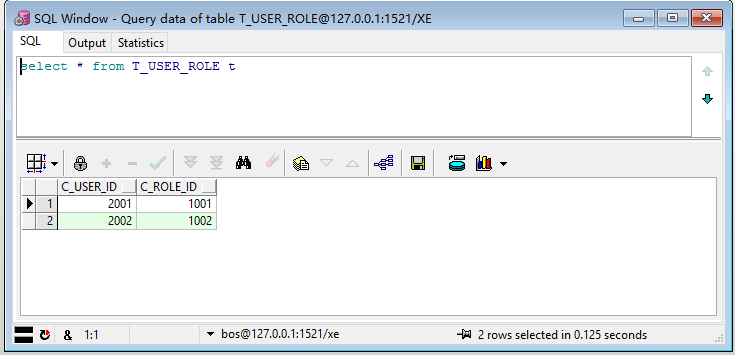 SQL Window - Query data of table T_USER_ROLE@127.0.0.1:1521/XE
SQL Output Statistics
select * from T_USER_ROLE t
C_USER_ID C_ROLE_ID
1 2001 1001
2 2002 1002
& 1:1 bos@127.0.0.1:1521/xe 2 rows selected in 0.125 seconds